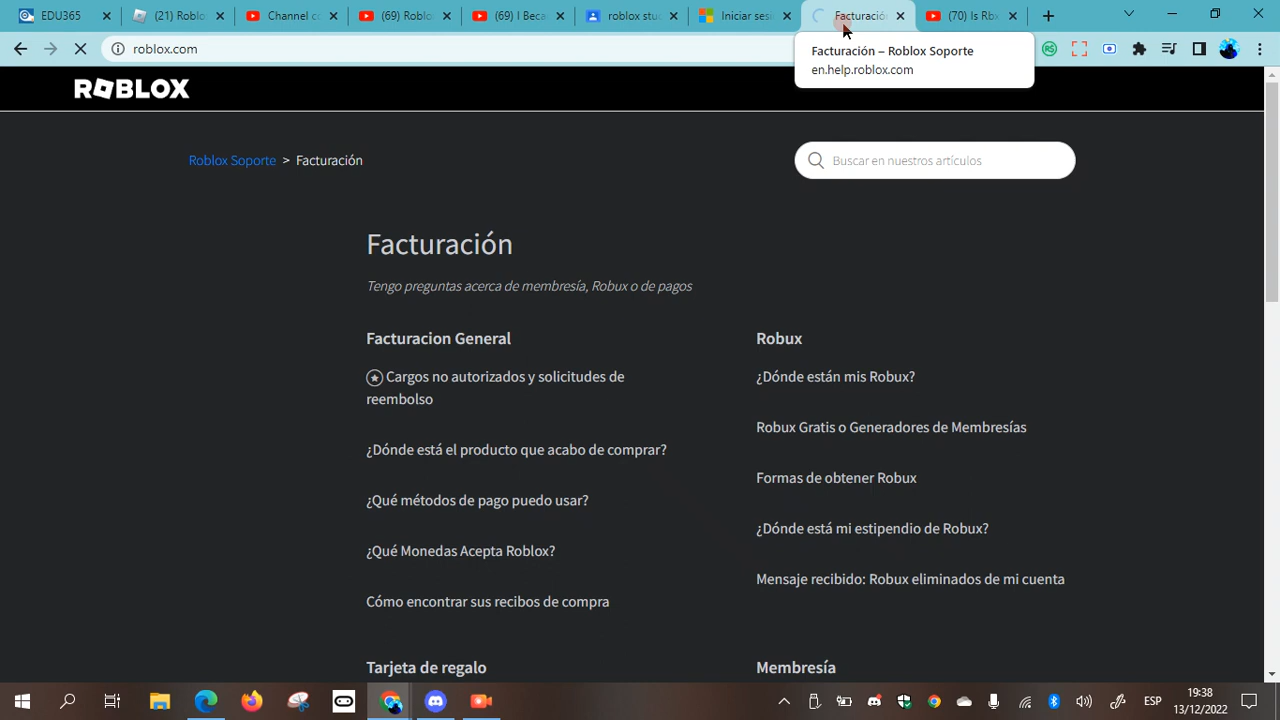 EDU365
(21) Roblo
Channel co
(69) Roblo
(69) I Beca
roblox stud
Iniciar sesi
Facturación
(70) Is Rbx
roblox.com
Facturación – Roblox Soporte
en.help.roblox.com
ROBLOX
Roblox Soporte > Facturación
Buscar en nuestros artículos
Facturación
Tengo preguntas acerca de membresía, Robux o de pagos
Facturacion General
Cargos no autorizados y solicitudes de
reembolso
¿Dónde está el producto que acabo de comprar?
¿Qué métodos de pago puedo usar?
¿Qué Monedas Acepta Roblox?
Cómo encontrar sus recibos de compra
Robux
¿Dónde están mis Robux?
Robux Gratis o Generadores de Membresías
Formas de obtener Robux
¿Dónde está mi estipendio de Robux?
Mensaje recibido: Robux eliminados de mi cuenta
Tarjeta de regalo
Membresía
ESP
19:38
13/12/2022